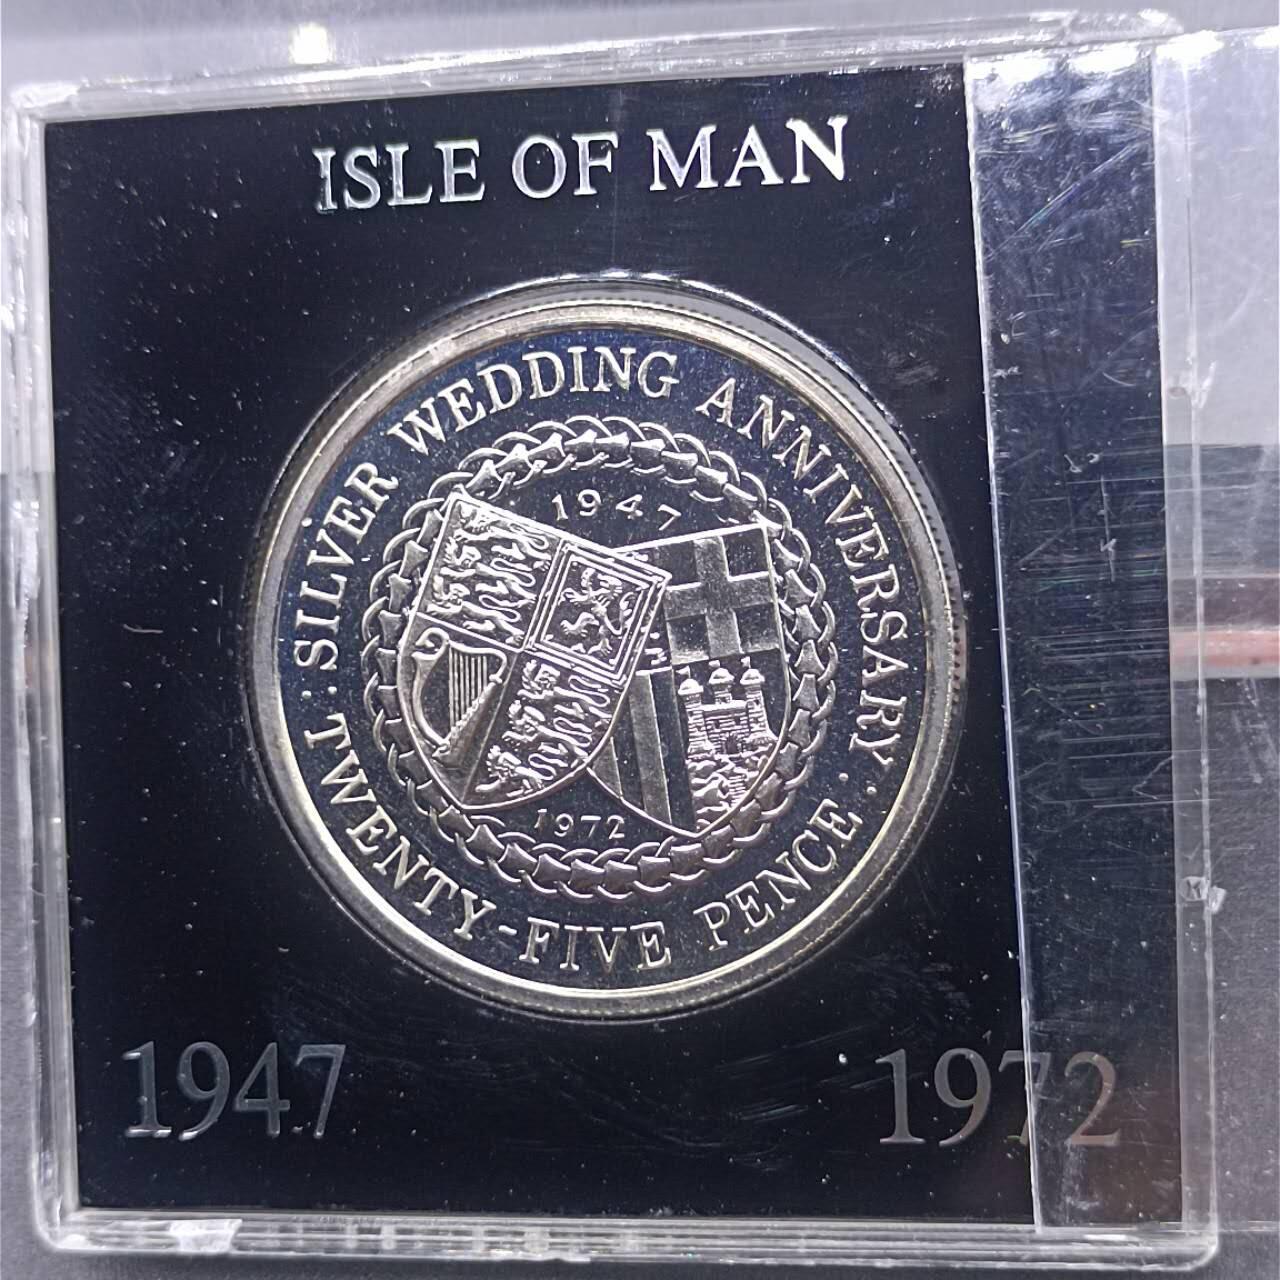 ISLE OF MAN
SILVER WEDDING ANNIVERSARY
1947
1972
TWENTY-FIVE PENCE
1947
1972